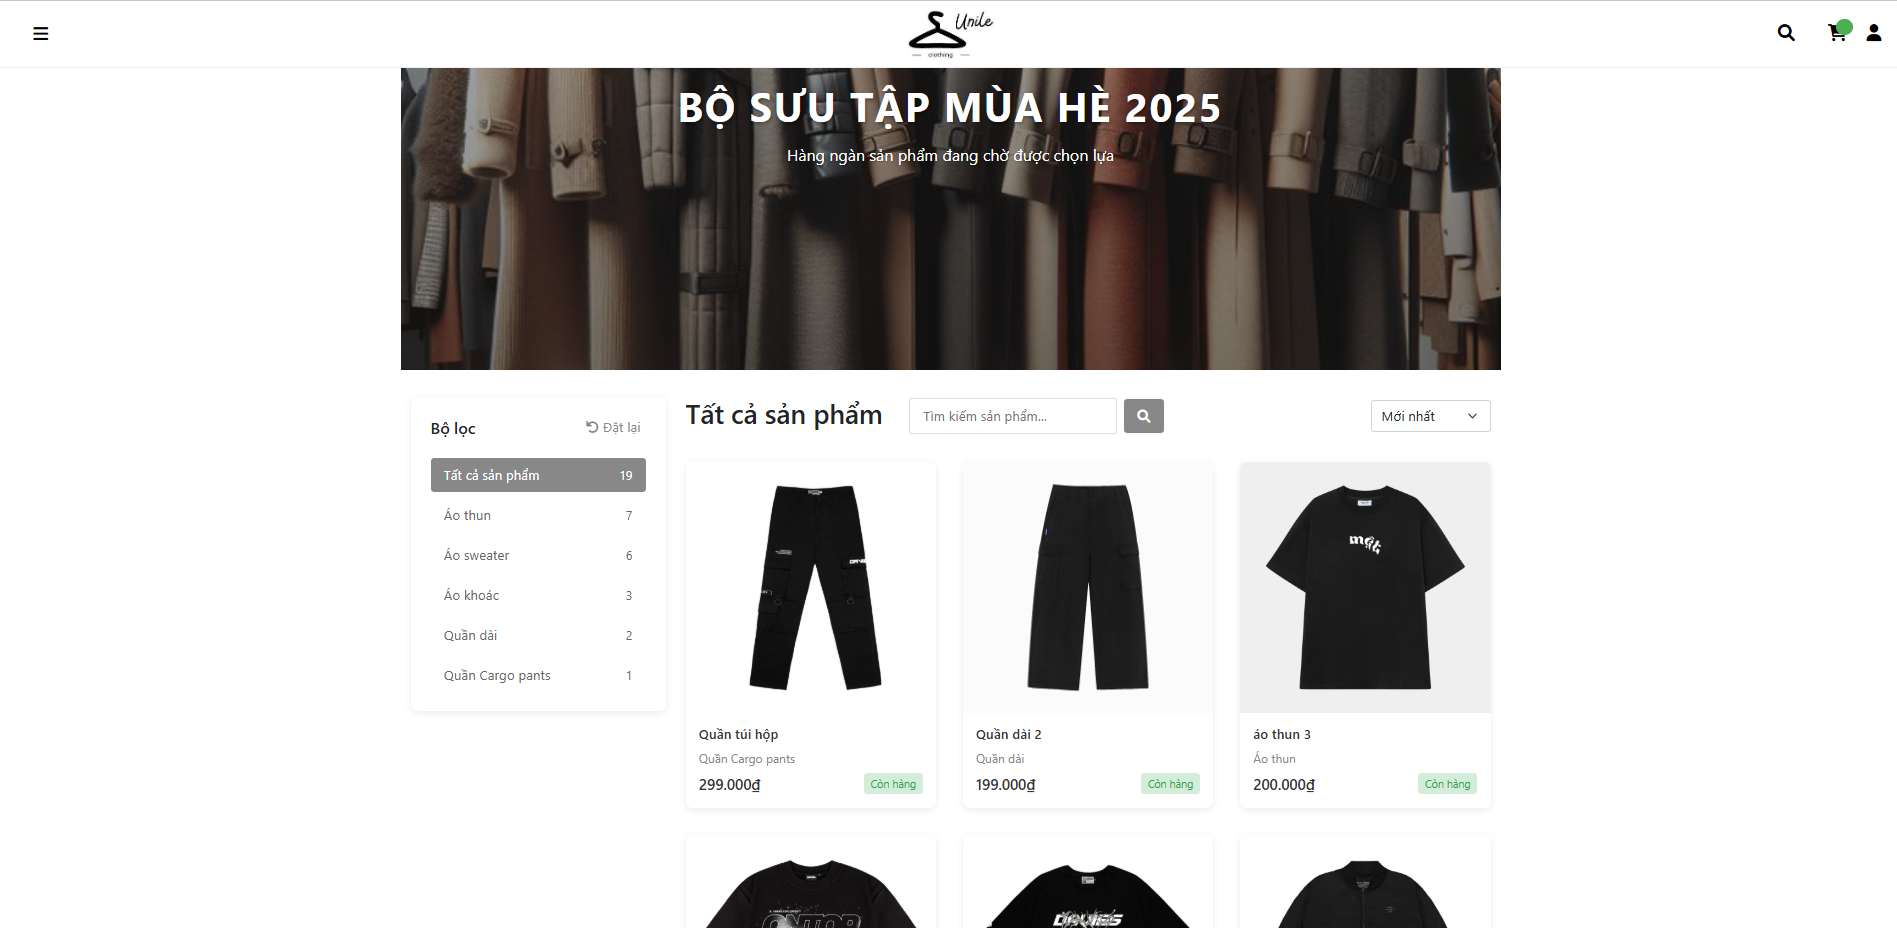 Unile
clothing
BỘ SƯU TẬP MÙA HÈ 2025
Hàng ngàn sản phẩm đang chờ được chọn lựa
Bộ lọc
Đặt lại
Tất cả sản phẩm 19
Áo thun 7
Áo sweater 6
Áo khoác 3
Quần dài 2
Quần Cargo pants 1
Tất cả sản phẩm
Tìm kiếm sản phẩm...
Mới nhất
Quần túi hộp
Quần Cargo pants
299.000₫
Còn hàng
Quần dài 2
Quần dài
199.000₫
Còn hàng
áo thun 3
Áo thun
200.000₫
Còn hàng
ONTOP
DAVIES